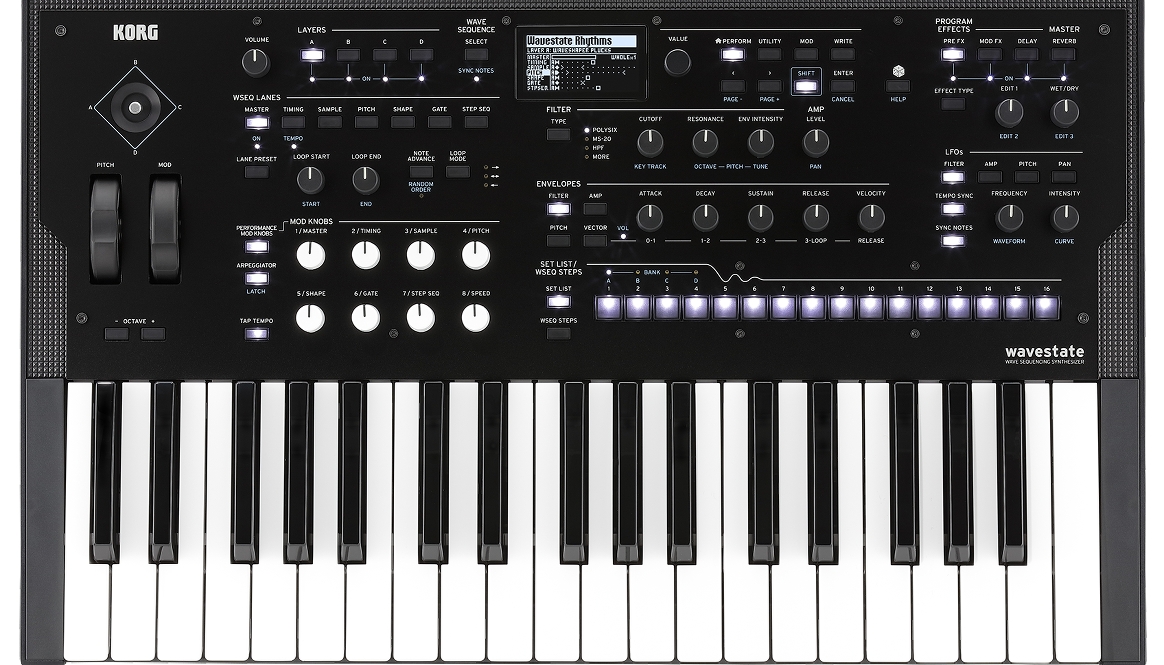 KORG
VOLUME
LAYERS
A B C D
ON
WAVE
SEQUENCE
SELECT
SYNC NOTES
Wavestate Rhythms
VALUE
PERFORM UTILITY MOD WRITE
SHIFT ENTER
PAGE - PAGE + CANCEL
HELP
PROGRAM
EFFECTS
MASTER
PRE FX MOD FX DELAY REVERB
ON
EFFECT TYPE
EDIT 1 WET/DRY
EDIT 2 EDIT 3
B
A C
D
PITCH MOD
- OCTAVE +
WSEQ LANES
MASTER TIMING SAMPLE PITCH SHAPE GATE STEP SEQ
ON TEMPO
LANE PRESET
LOOP START LOOP END
START END
NOTE
ADVANCE
RANDOM
ORDER
LOOP
MODE
FILTER
TYPE
POLYSIX
MS-20
HPF
MORE
CUTOFF RESONANCE ENV INTENSITY
KEY TRACK OCTAVE — PITCH — TUNE
AMP
LEVEL
PAN
LFOs
FILTER AMP PITCH PAN
TEMPO SYNC
SYNC NOTES
FREQUENCY INTENSITY
WAVEFORM CURVE
ENVELOPES
FILTER AMP
PITCH VECTOR
VOL
ATTACK DECAY SUSTAIN RELEASE VELOCITY
0-1 1-2 2-3 3-LOOP RELEASE
PERFORMANCE
MOD KNOBS
ARPEGGIATOR
LATCH
TAP TEMPO
MOD KNOBS
1 / MASTER 2 / TIMING 3 / SAMPLE 4 / PITCH
5 / SHAPE 6 / GATE 7 / STEP SEQ 8 / SPEED
SET LIST/
WSEQ STEPS
SET LIST
WSEQ STEPS
BANK
A B C D
1 2 3 4 5 6 7 8 9 10 11 12 13 14 15 16
wavestate
WAVE SEQUENCING SYNTHESIZER